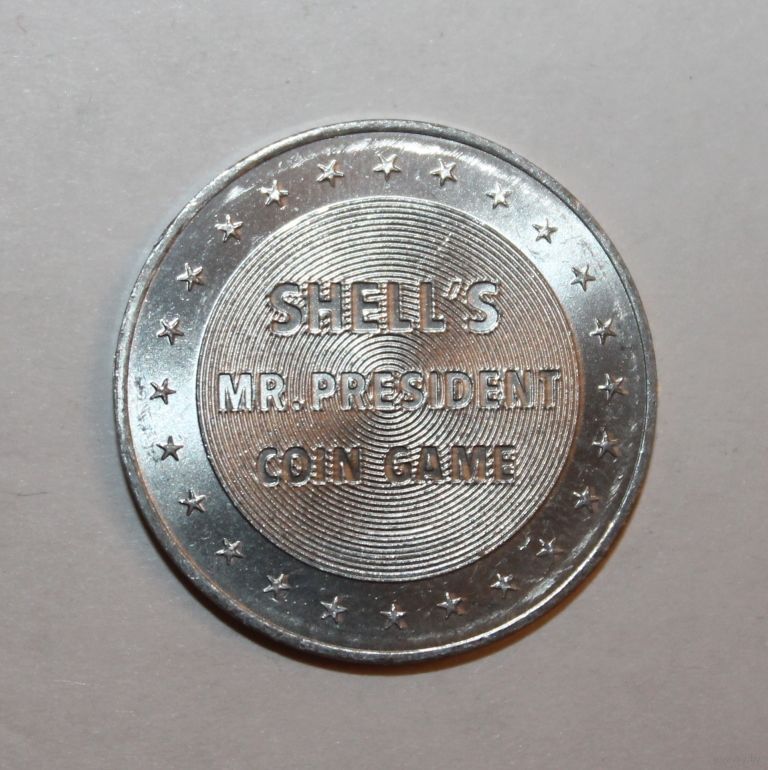 SHELL'S
MR. PRESIDENT
COIN GAME